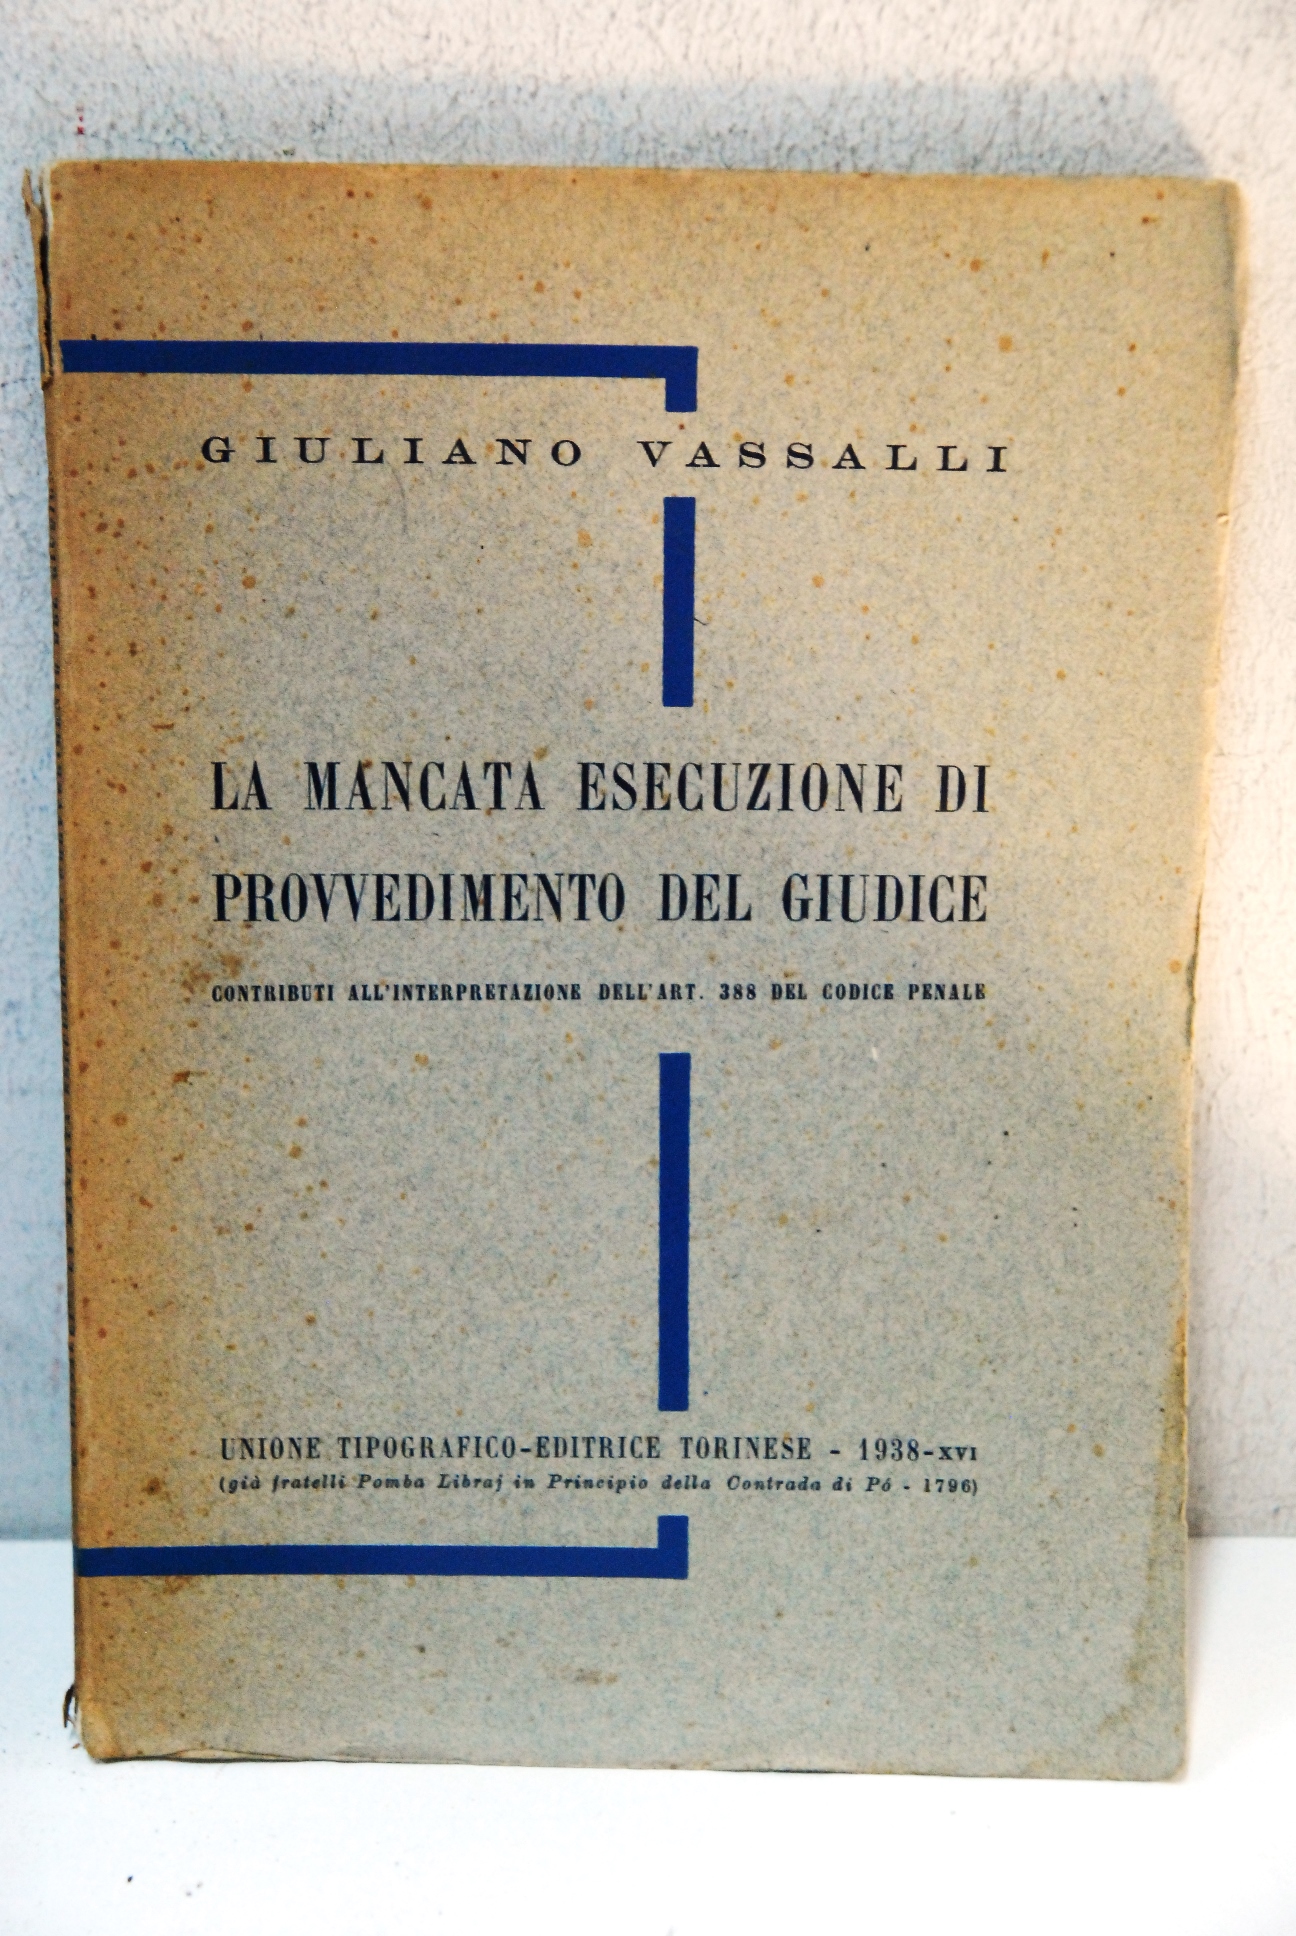 GIULIANO VASSALLI
LA MANCATA ESECUZIONE DI
PROVVEDIMENTO DEL GIUDICE
CONTRIBUTI ALL'INTERPRETAZIONE DELL'ART. 388 DEL CODICE PENALE
UNIONE TIPOGRAFICO-EDITRICE TORINESE - 1938-XVI
(già fratelli Pomba Libraj in Principio della Contrada di Pó - 1796)